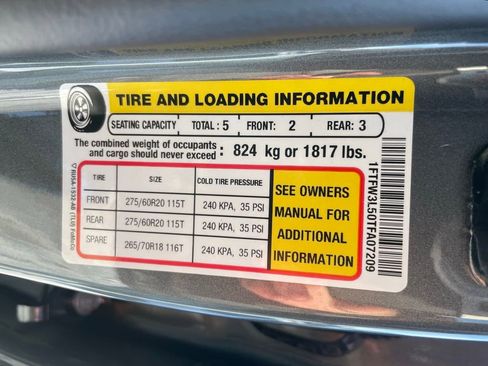 TIRE AND LOADING INFORMATION
SEATING CAPACITY TOTAL: 5 FRONT: 2 REAR: 3
The combined weight of occupants
and cargo should never exceed : 824 kg or 1817 lbs.
TIRE SIZE COLD TIRE PRESSURE
FRONT 275/60R20 115T 240 KPA, 35 PSI
REAR 275/60R20 115T 240 KPA, 35 PSI
SPARE 265/70R18 116T 240 KPA, 35 PSI
SEE OWNERS
MANUAL FOR
ADDITIONAL
INFORMATION
1FTFW3L50TFA07209